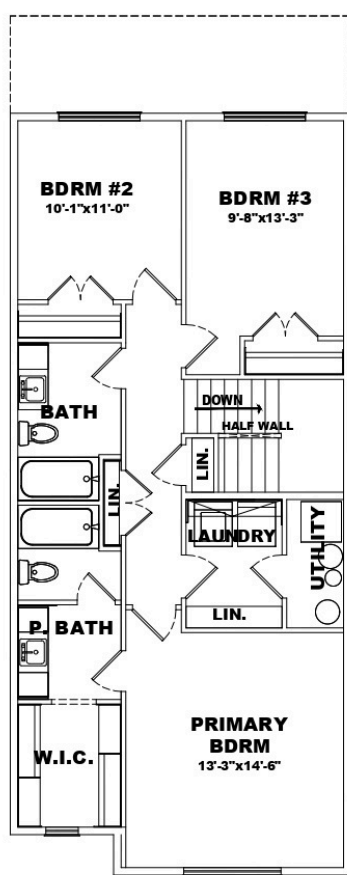 BDRM #2
10'-1"x11'-0"
BDRM #3
9'-8"x13'-3"
BATH
DOWN
HALF WALL
LIN.
LIN.
LAUNDRY
UTILITY
LIN.
P. BATH
W.I.C.
PRIMARY
BDRM
13'-3"x14'-6"